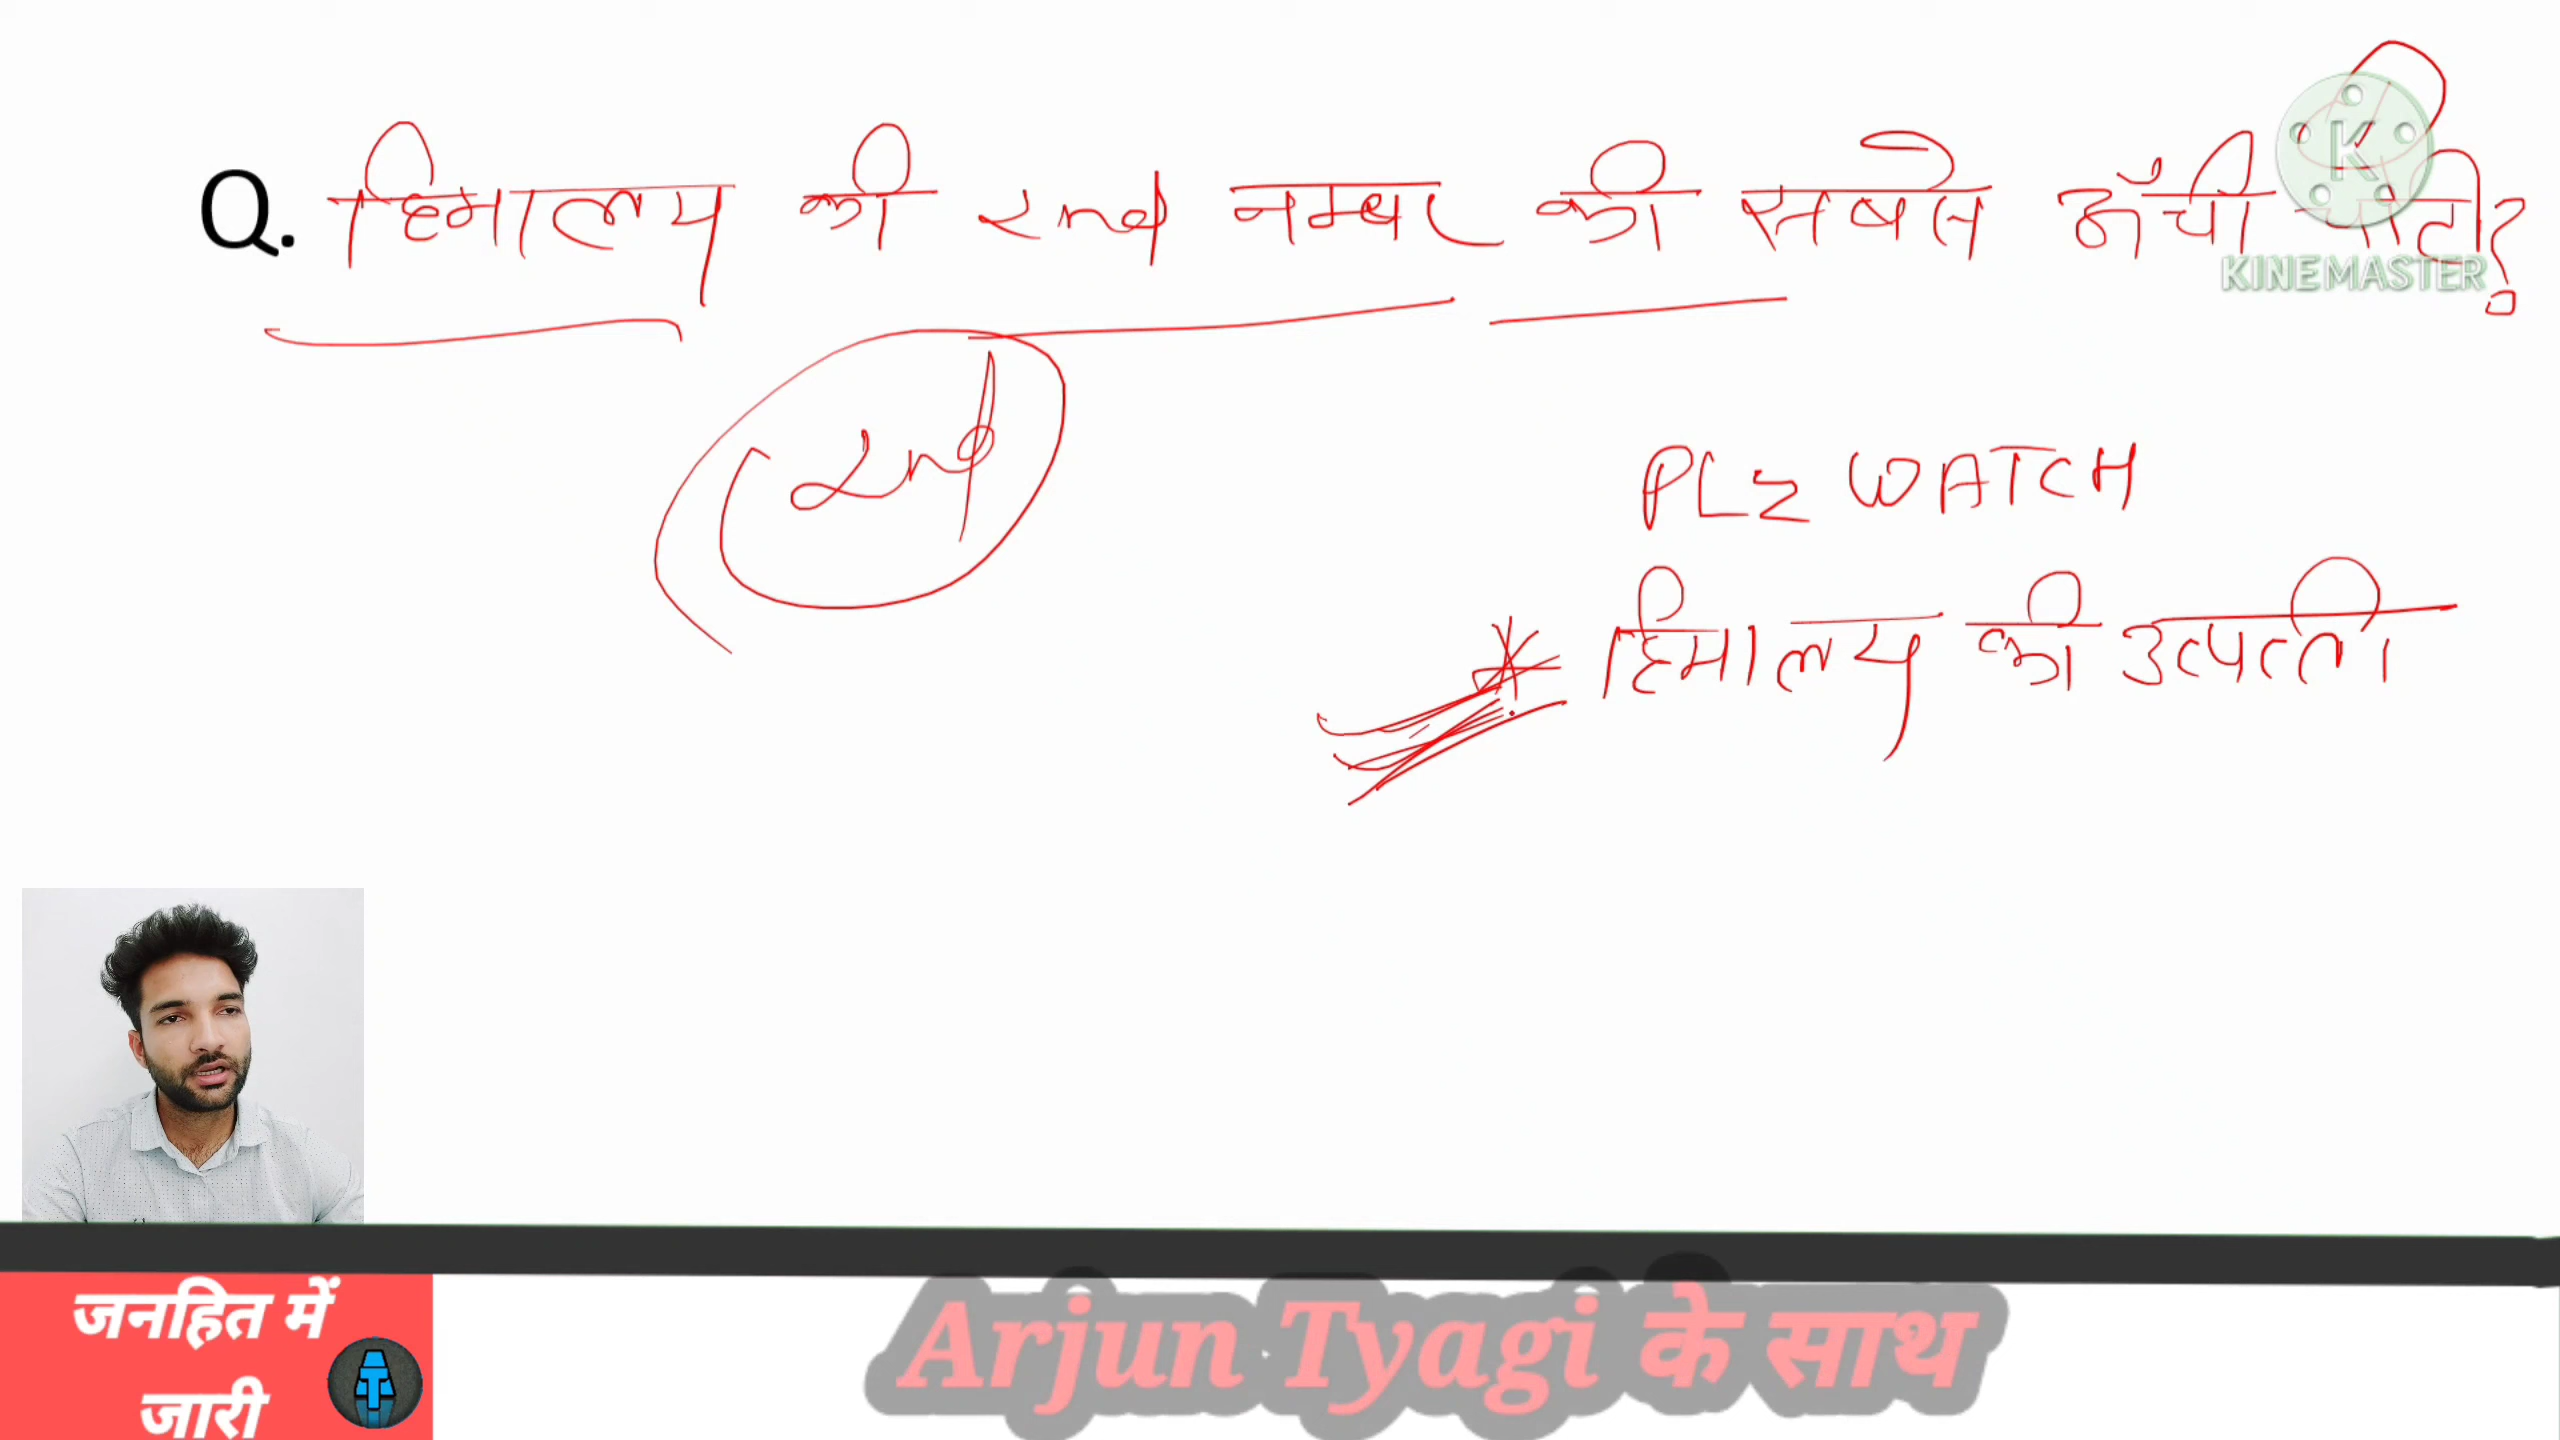 Q. हिमालय की 2nd नम्बर की सबसे ऊँची चोटी?
KINEMASTER
2nd
PLZ WATCH
* हिमालय की उत्पत्ती
जनहित में
जारी
Arjun Tyagi के साथ